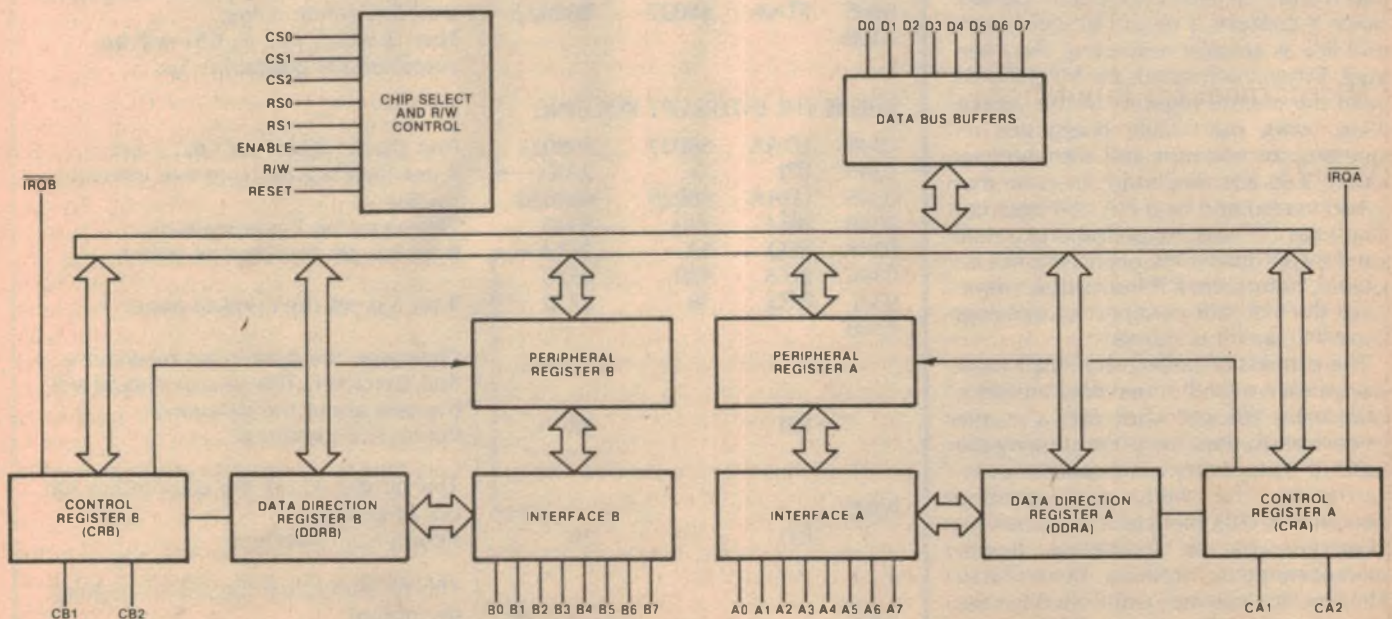 D0 D1 D2 D3 D4 D5 D6 D7
CS0
CS1
CS2
RS0
RS1
ENABLE
R/W
RESET
CHIP SELECT
AND R/W
CONTROL
DATA BUS BUFFERS
IRQB
IRQA
PERIPHERAL
REGISTER B
PERIPHERAL
REGISTER A
CONTROL
REGISTER B
(CRB)
DATA DIRECTION
REGISTER B
(DDRB)
INTERFACE B
INTERFACE A
DATA DIRECTION
REGISTER A
(DDRA)
CONTROL
REGISTER A
(CRA)
CB1 CB2
B0 B1 B2 B3 B4 B5 B6 B7
A0 A1 A2 A3 A4 A5 A6 A7
CA1 CA2